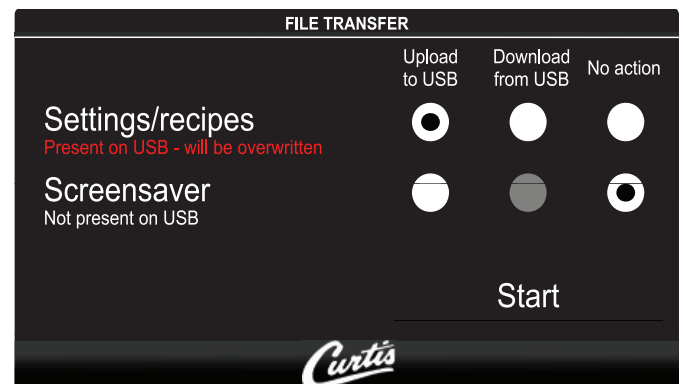 FILE TRANSFER
Upload
to USB
Download
from USB
No action
Settings/recipes
Present on USB - will be overwritten
Screensaver
Not present on USB
Start
Curtis